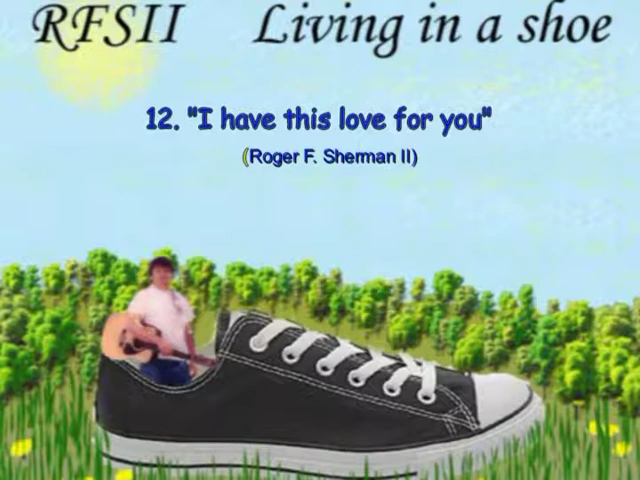 RFSII Living in a shoe
12. "I have this love for you"
(Roger F. Sherman II)